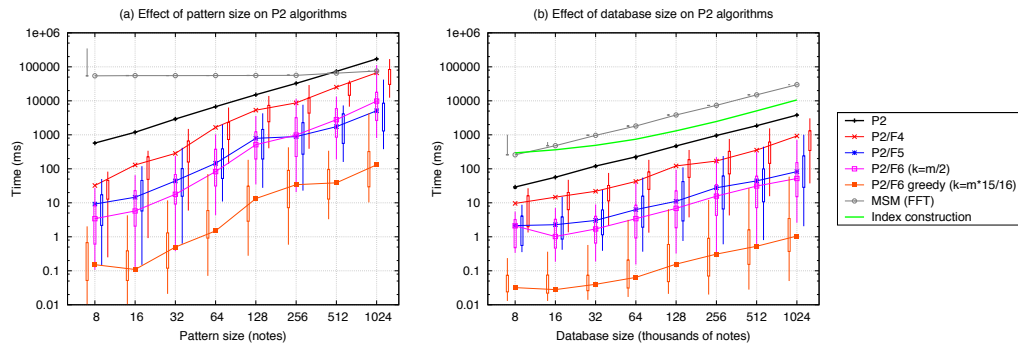 (a) Effect of pattern size on P2 algorithms
1e+06
100000
10000
1000
100
10
1
0.1
0.01
Time (ms)
8 16 32 64 128 256 512 1024
Pattern size (notes)
(b) Effect of database size on P2 algorithms
1e+06
100000
10000
1000
100
10
1
0.1
0.01
Time (ms)
8 16 32 64 128 256 512 1024
Database size (thousands of notes)
P2
P2/F4
P2/F5
P2/F6 (k=m/2)
P2/F6 greedy (k=m*15/16)
MSM (FFT)
Index construction